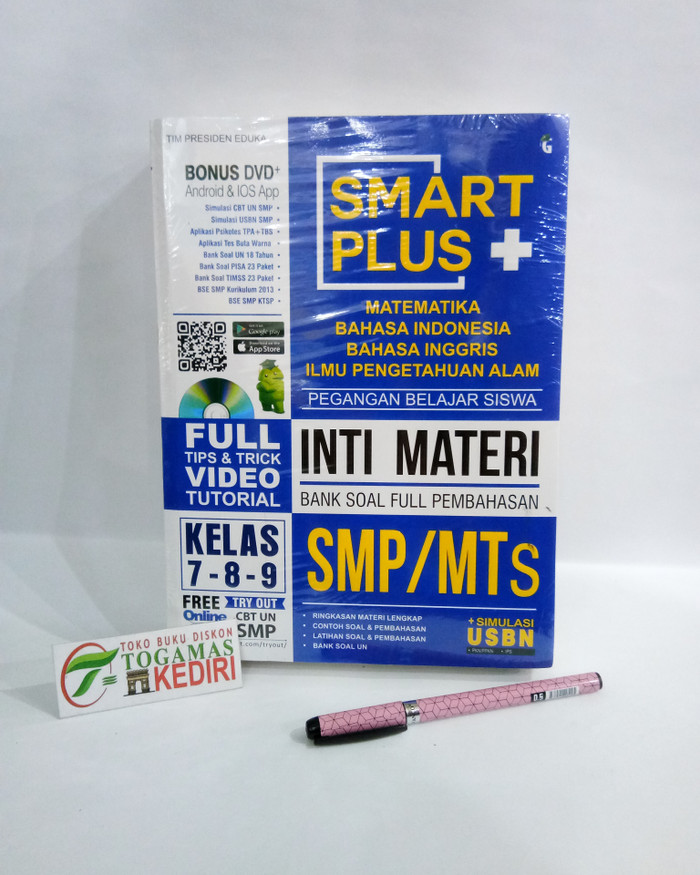 TIM PRESIDEN EDUKA
BONUS DVD+
Android & IOS App
Simulasi CBT UN SMP •
Simulasi USBN SMP •
Aplikasi Psikotes TPA+TBS •
Aplikasi Tes Buta Warna •
Bank Soal UN 18 Tahun •
Bank Soal PISA 23 Paket •
Bank Soal TIMSS 23 Paket •
BSE SMP Kurikulum 2013 •
BSE SMP KTSP •
Google play
App Store
FULL
TIPS & TRICK
VIDEO
TUTORIAL
KELAS
7-8-9
FREE TRY OUT
Online CBT UN
SMP
.com/tryout/
G
SMART
PLUS +
MATEMATIKA
BAHASA INDONESIA
BAHASA INGGRIS
ILMU PENGETAHUAN ALAM
PEGANGAN BELAJAR SISWA
INTI MATERI
BANK SOAL FULL PEMBAHASAN
SMP/MTs
• RINGKASAN MATERI LENGKAP
• CONTOH SOAL & PEMBAHASAN
• LATIHAN SOAL & PEMBAHASAN
• BANK SOAL UN
+ SIMULASI
USBN
TOKO BUKU DISKON
TOGAMAS
KEDIRI
0.5